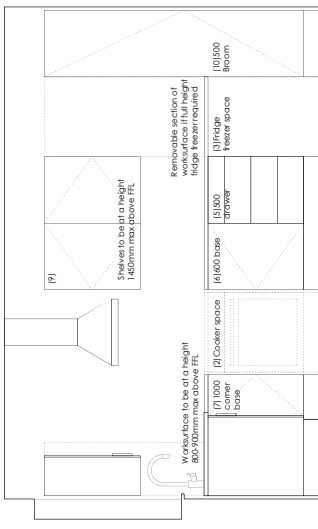 [9]
Shelves to be at a height
1450mm max above FFL
Removable section of
worksurface if full height
fridge freezer required
Worksurface to be at a height
800-900mm max above FFL
[7] 1000
corner
base
[2] Cooker space
[6]600 base
[5]500
drawer
[3]Fridge
freezer space
[10]500
Broom